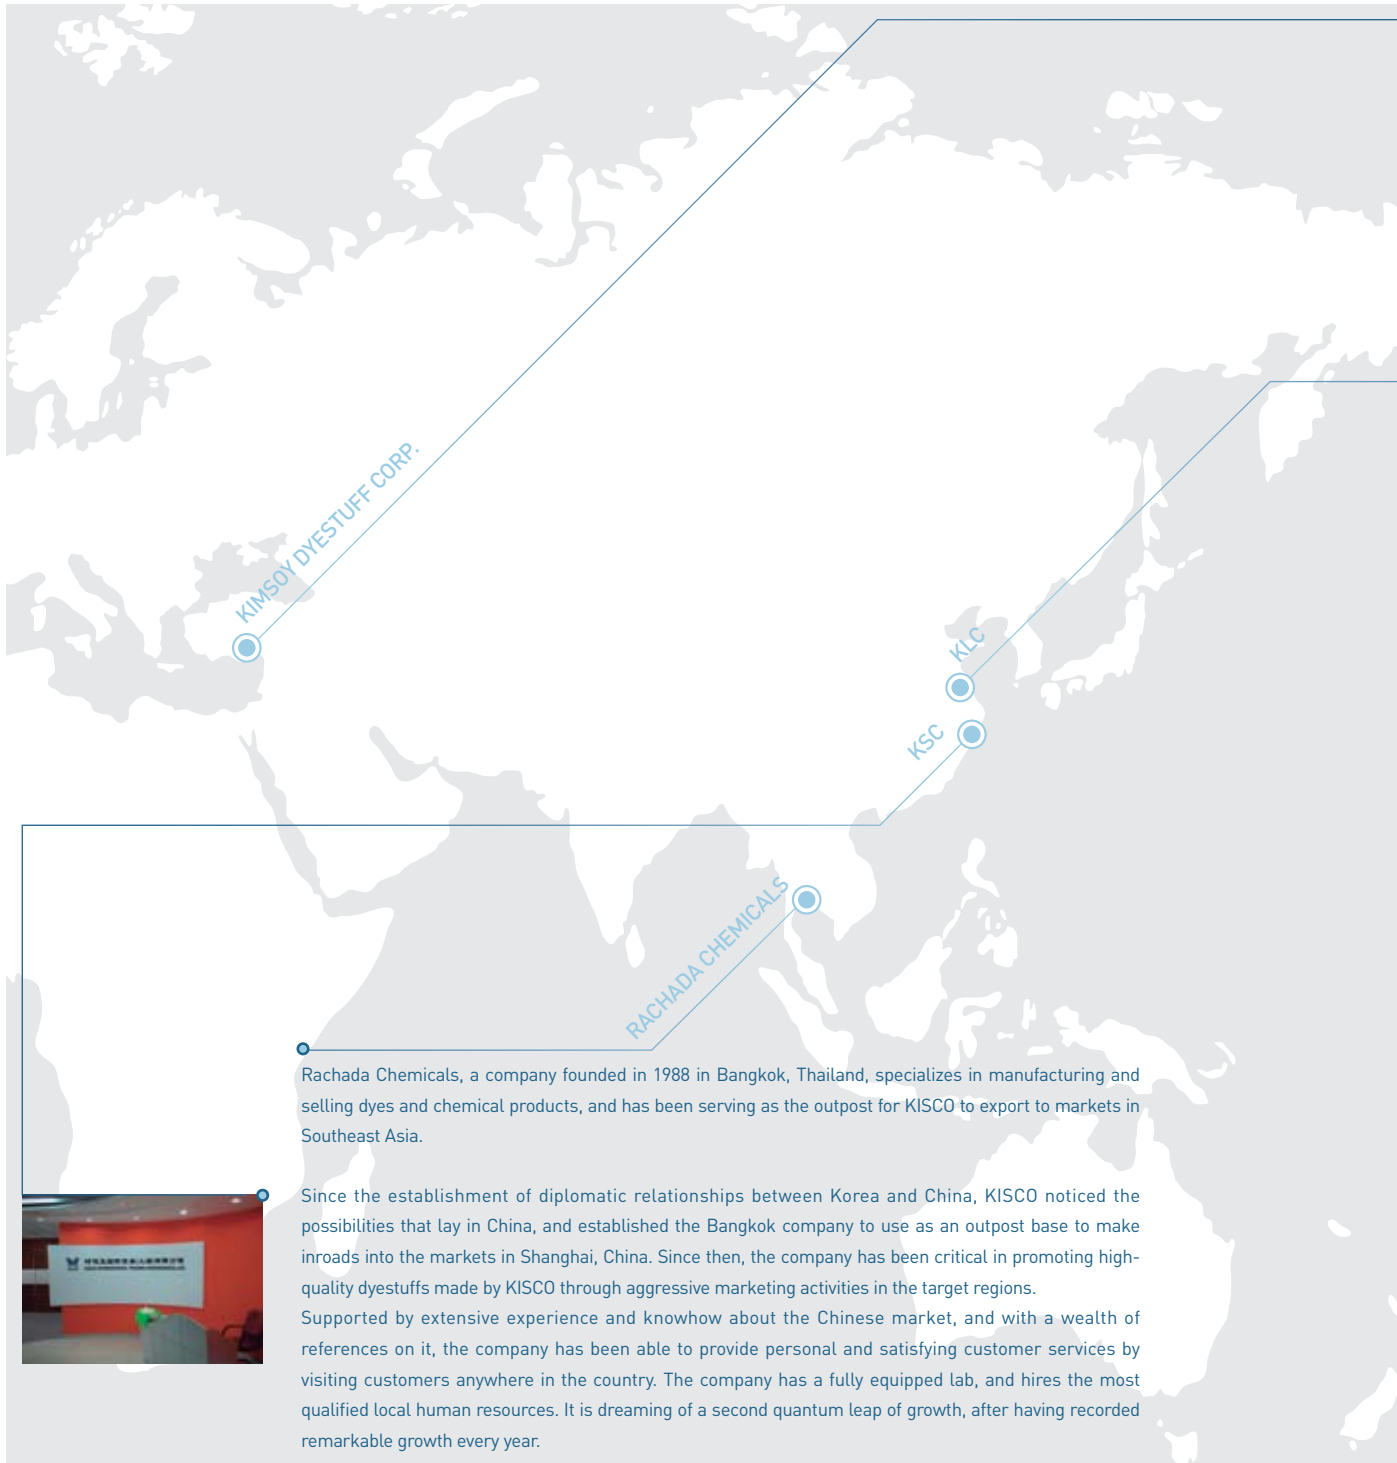 KIMSOY DYESTUFF CORP.
KLC
KSC
RACHADA CHEMICALS
Rachada Chemicals, a company founded in 1988 in Bangkok, Thailand, specializes in manufacturing and
selling dyes and chemical products, and has been serving as the outpost for KISCO to export to markets in
Southeast Asia.
Since the establishment of diplomatic relationships between Korea and China, KISCO noticed the
possibilities that lay in China, and established the Bangkok company to use as an outpost base to make
inroads into the markets in Shanghai, China. Since then, the company has been critical in promoting high-
quality dyestuffs made by KISCO through aggressive marketing activities in the target regions.
Supported by extensive experience and knowhow about the Chinese market, and with a wealth of
references on it, the company has been able to provide personal and satisfying customer services by
visiting customers anywhere in the country. The company has a fully equipped lab, and hires the most
qualified local human resources. It is dreaming of a second quantum leap of growth, after having recorded
remarkable growth every year.